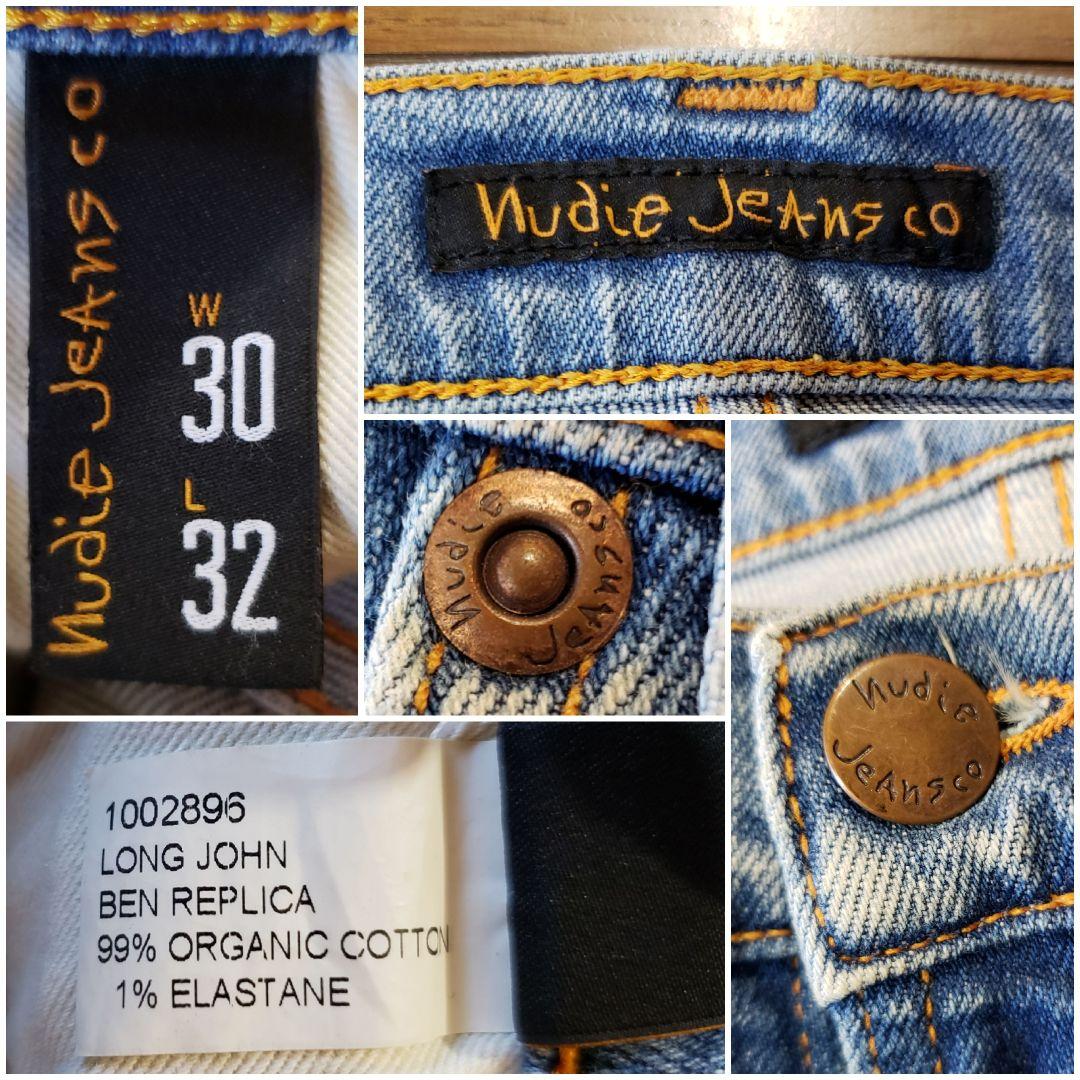 Nudie Jeans co
W
30
L
32
Nudie Jeans co
Nudie Jeans co
Nudie
Jeans co
1002896
LONG JOHN
BEN REPLICA
99% ORGANIC COTTON
1% ELASTANE